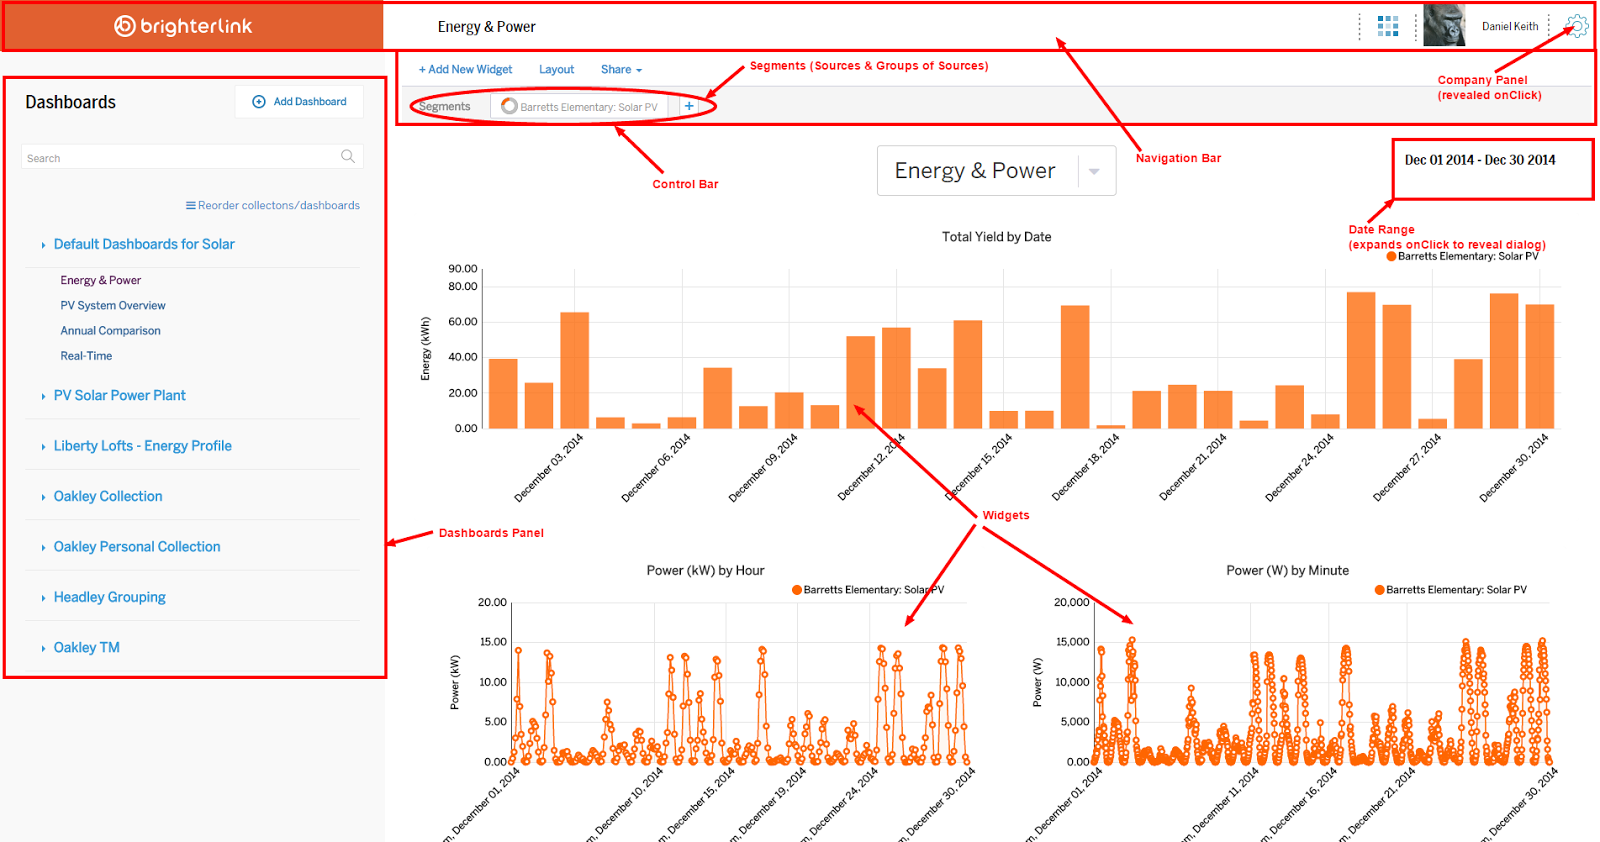 brighterlink
Energy & Power
Daniel Keith
+ Add New Widget
Layout
Share
Segments (Sources & Groups of Sources)
Company Panel
(revealed onClick)
Dashboards
Add Dashboard
Segments
Barretts Elementary: Solar PV
+
Search
Control Bar
Navigation Bar
Energy & Power
Dec 01 2014 - Dec 30 2014
Reorder collectons/dashboards
Date Range
(expands onClick to reveal dialog)
Default Dashboards for Solar
Energy & Power
PV System Overview
Annual Comparison
Real-Time
PV Solar Power Plant
Liberty Lofts - Energy Profile
Oakley Collection
Oakley Personal Collection
Headley Grouping
Oakley TM
Dashboards Panel
Total Yield by Date
Barretts Elementary: Solar PV
Energy (kWh)
90.00
80.00
60.00
40.00
20.00
0.00
December 03, 2014
December 06, 2014
December 09, 2014
December 12, 2014
December 15, 2014
December 18, 2014
December 21, 2014
December 24, 2014
December 27, 2014
December 30, 2014
Widgets
Power (kW) by Hour
Barretts Elementary: Solar PV
Power (kW)
20.00
15.00
10.00
5.00
0.00
m, December 01, 2014
m, December 10, 2014
m, December 15, 2014
m, December 19, 2014
m, December 24, 2014
m, December 30, 2014
Power (W) by Minute
Barretts Elementary: Solar PV
Power (W)
20,000
15,000
10,000
5,000
0.00
m, December 01, 2014
m, December 11, 2014
m, December 16, 2014
m, December 21, 2014
m, December 30, 2014